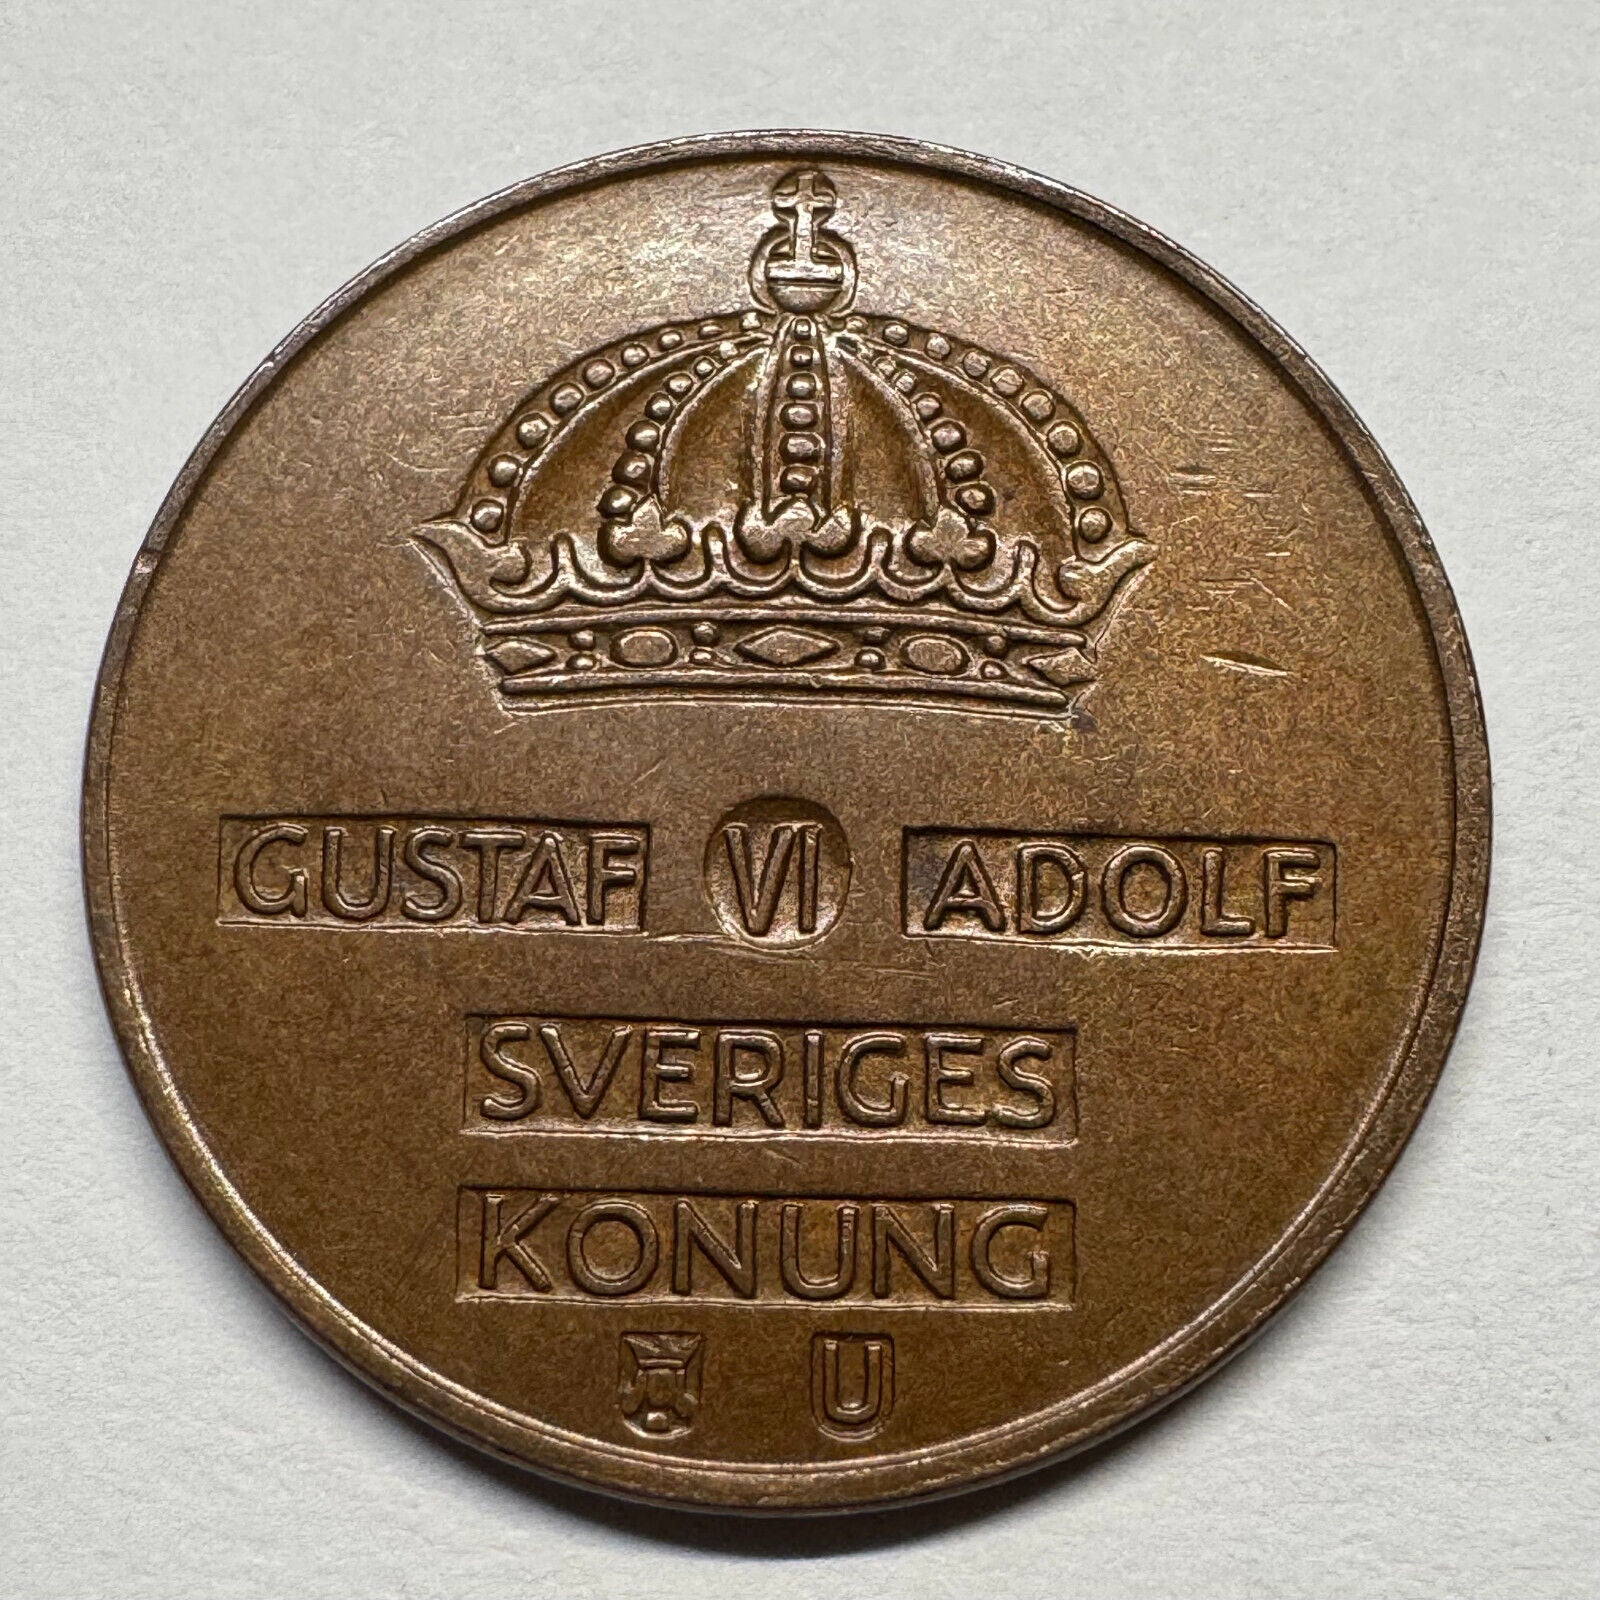 GUSTAF VI ADOLF
SVERIGES
KONUNG
U